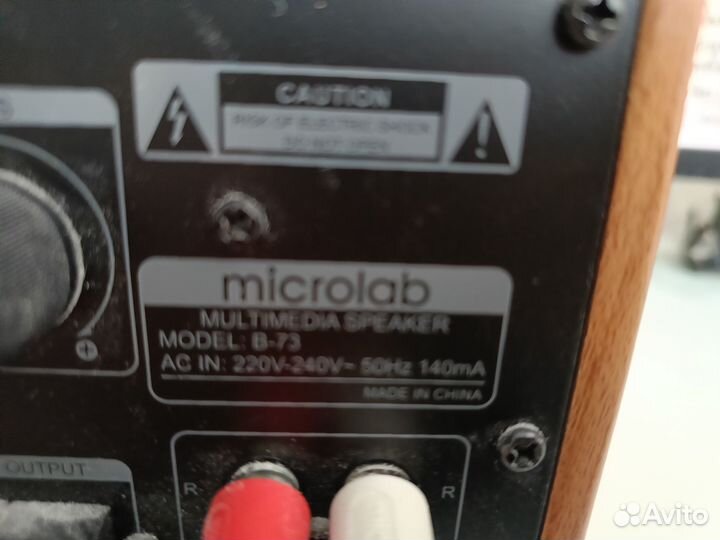 CAUTION
RISK OF ELECTRIC SHOCK
DO NOT OPEN
microlab
MULTIMEDIA SPEAKER
MODEL: B-73
AC IN: 220V-240V~ 50Hz 140mA
MADE IN CHINA
OUTPUT
R
R
Avito